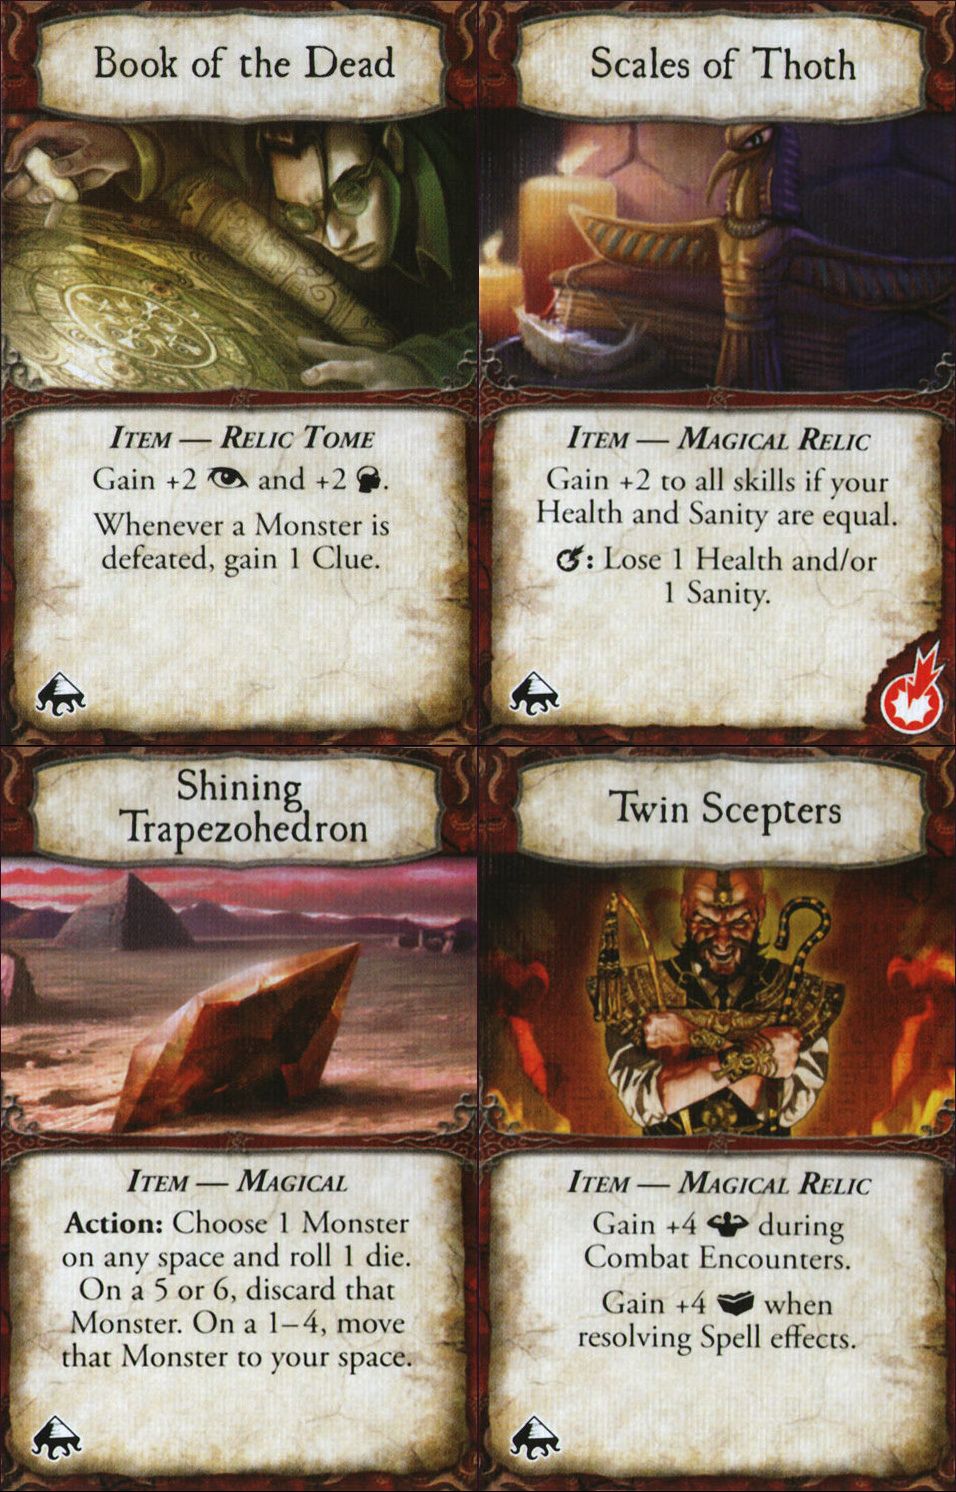 Book of the Dead
ITEM — RELIC TOME
Gain +2 and +2 .
Whenever a Monster is
defeated, gain 1 Clue.
Scales of Thoth
ITEM — MAGICAL RELIC
Gain +2 to all skills if your
Health and Sanity are equal.
: Lose 1 Health and/or
1 Sanity.
Shining
Trapezohedron
ITEM — MAGICAL
Action: Choose 1 Monster
on any space and roll 1 die.
On a 5 or 6, discard that
Monster. On a 1–4, move
that Monster to your space.
Twin Scepters
ITEM — MAGICAL RELIC
Gain +4 during
Combat Encounters.
Gain +4 when
resolving Spell effects.